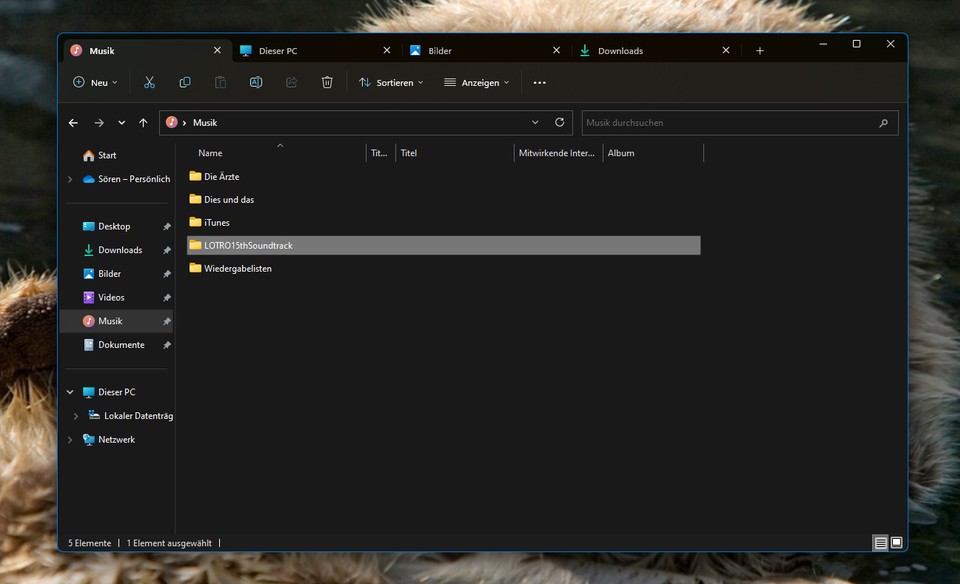 Musik
Dieser PC
Bilder
Downloads
Neu
Sortieren
Anzeigen
Musik
Musik durchsuchen
Name
Tit...
Titel
Mitwirkende Inter...
Album
Start
Sören – Persönlich
Desktop
Downloads
Bilder
Videos
Musik
Dokumente
Dieser PC
Lokaler Datenträg
Netzwerk
Die Ärzte
Dies und das
iTunes
LOTRO15thSoundtrack
Wiedergabelisten
5 Elemente
1 Element ausgewählt